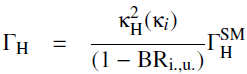 Γ_H = κ_H^2(κ_i) / (1 − BR_{i.,u.}) Γ_H^{SM}